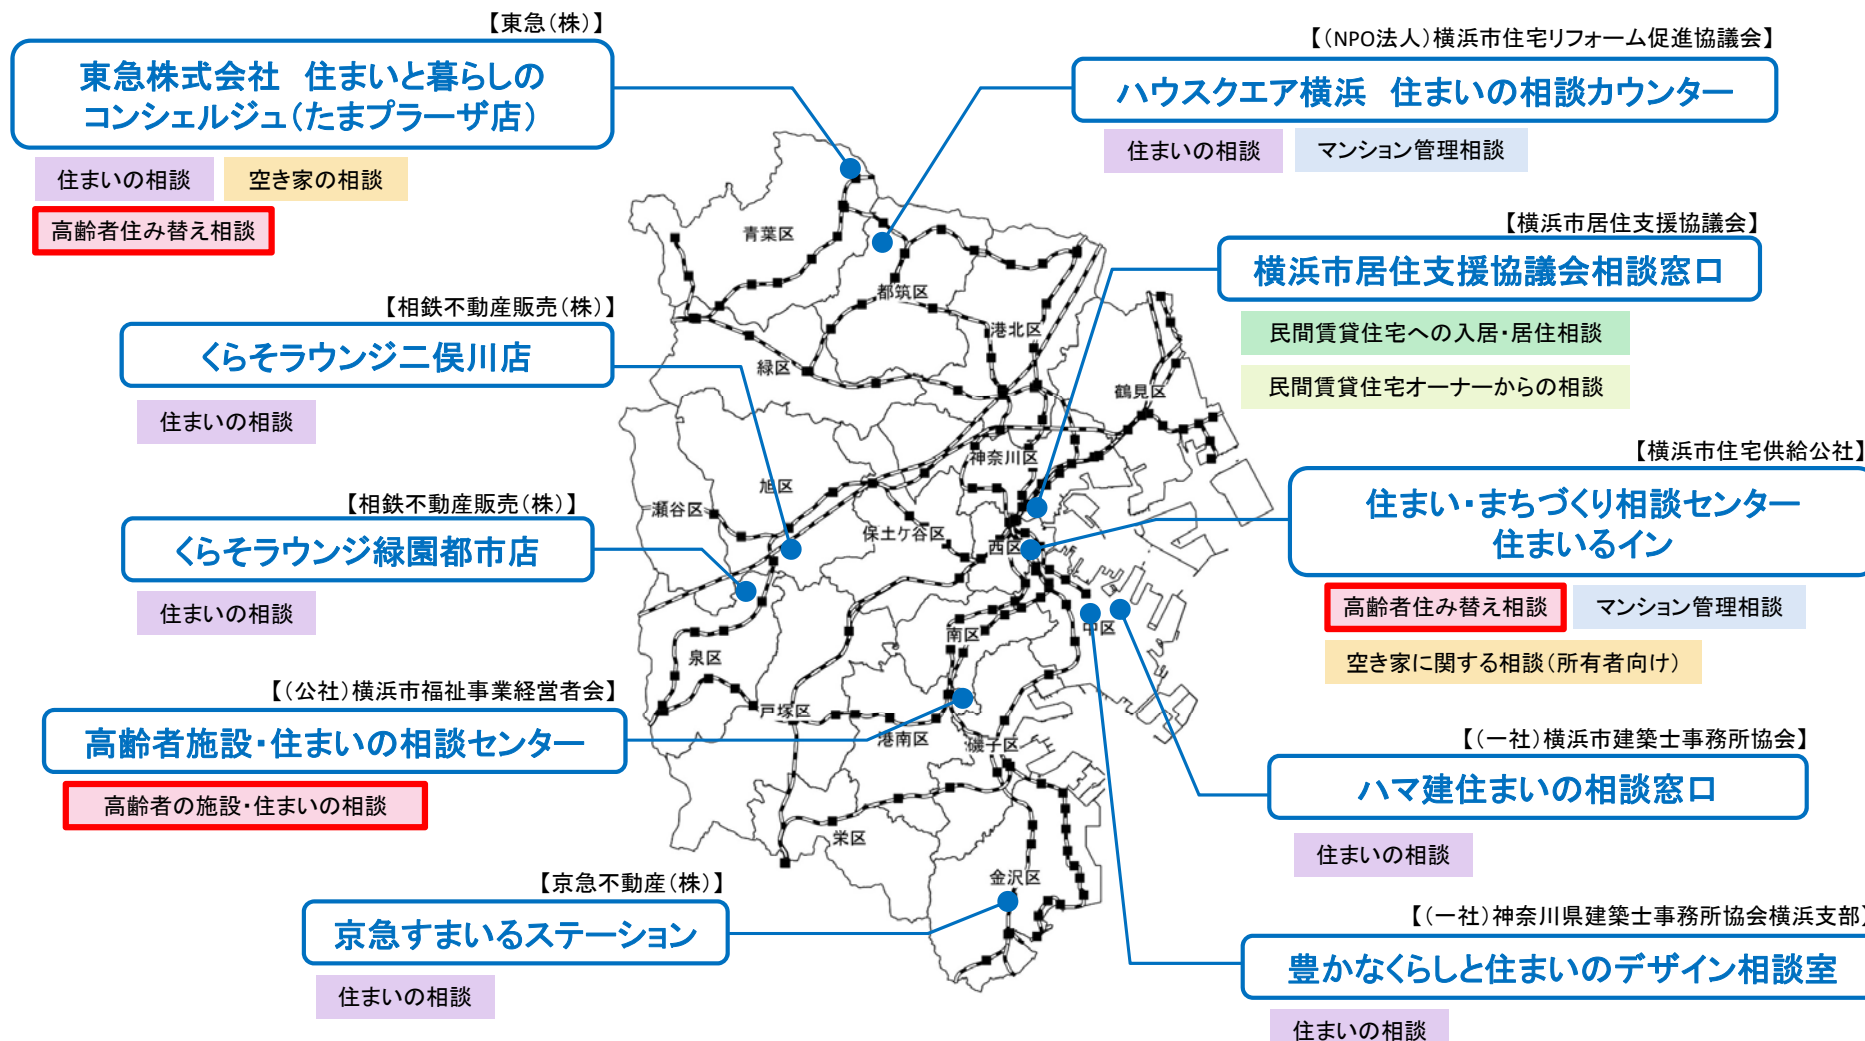 【東急(株)】
東急株式会社 住まいと暮らしの
コンシェルジュ(たまプラーザ店)
住まいの相談
空き家の相談
高齢者住み替え相談
【(NPO法人)横浜市住宅リフォーム促進協議会】
ハウスクエア横浜 住まいの相談カウンター
住まいの相談
マンション管理相談
【横浜市居住支援協議会】
横浜市居住支援協議会相談窓口
民間賃貸住宅への入居・居住相談
民間賃貸住宅オーナーからの相談
【相鉄不動産販売(株)】
くらそラウンジ二俣川店
住まいの相談
【横浜市住宅供給公社】
住まい・まちづくり相談センター
住まいるイン
高齢者住み替え相談
マンション管理相談
空き家に関する相談(所有者向け)
【相鉄不動産販売(株)】
くらそラウンジ緑園都市店
住まいの相談
【(公社)横浜市福祉事業経営者会】
高齢者施設・住まいの相談センター
高齢者の施設・住まいの相談
【(一社)横浜市建築士事務所協会】
ハマ建住まいの相談窓口
住まいの相談
【京急不動産(株)】
京急すまいるステーション
住まいの相談
【(一社)神奈川県建築士事務所協会横浜支部】
豊かなくらしと住まいのデザイン相談室
住まいの相談
青葉区
都筑区
港北区
緑区
鶴見区
神奈川区
旭区
瀬谷区
保土ケ谷区
西区
中区
南区
泉区
戸塚区
港南区
磯子区
栄区
金沢区